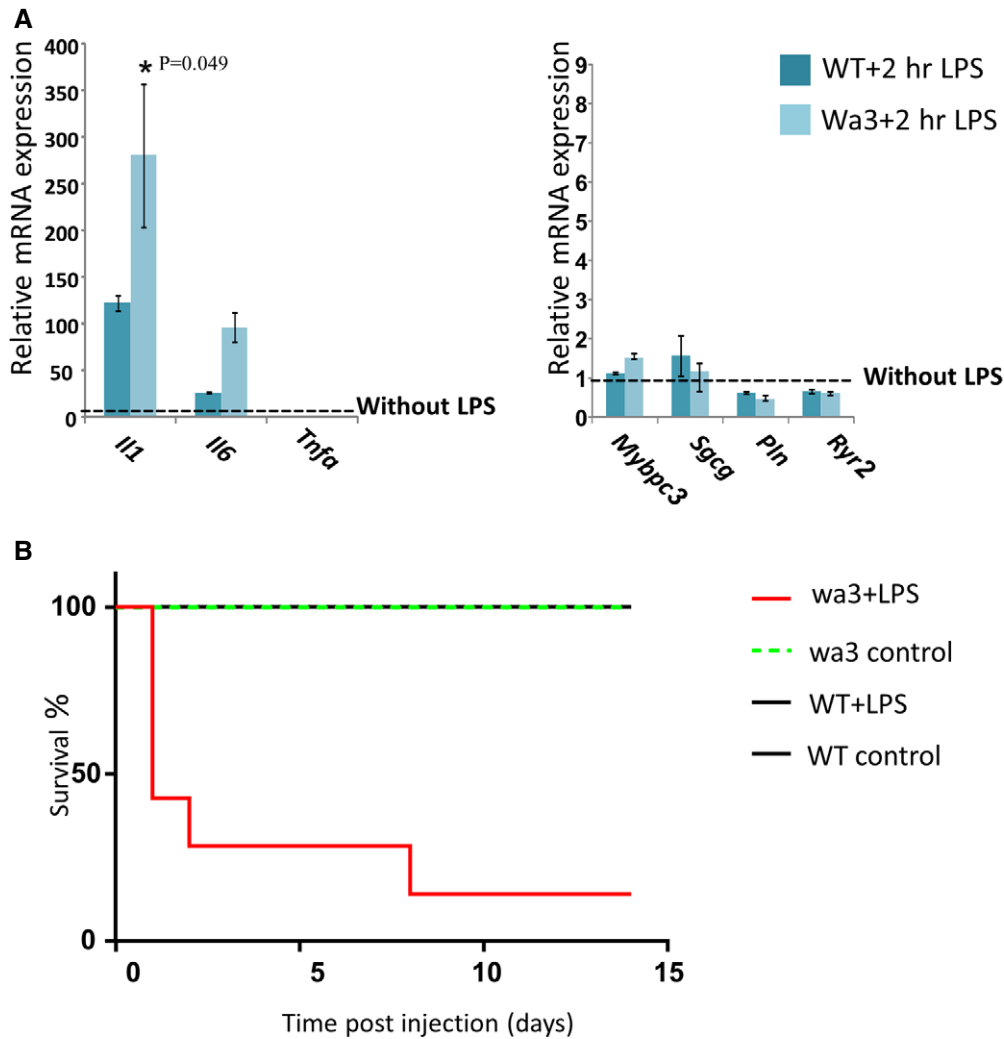 A
Relative mRNA expression
400
350
300
250
200
150
100
50
0
* P=0.049
Without LPS
Il1
Il6
Tnfa
Relative mRNA expression
9
8
7
6
5
4
3
2
1
0
WT+2 hr LPS
Wa3+2 hr LPS
Without LPS
Mybpc3
Sgcg
Pln
Ryr2
B
Survival %
100
50
0
0
5
10
15
Time post injection (days)
wa3+LPS
wa3 control
WT+LPS
WT control